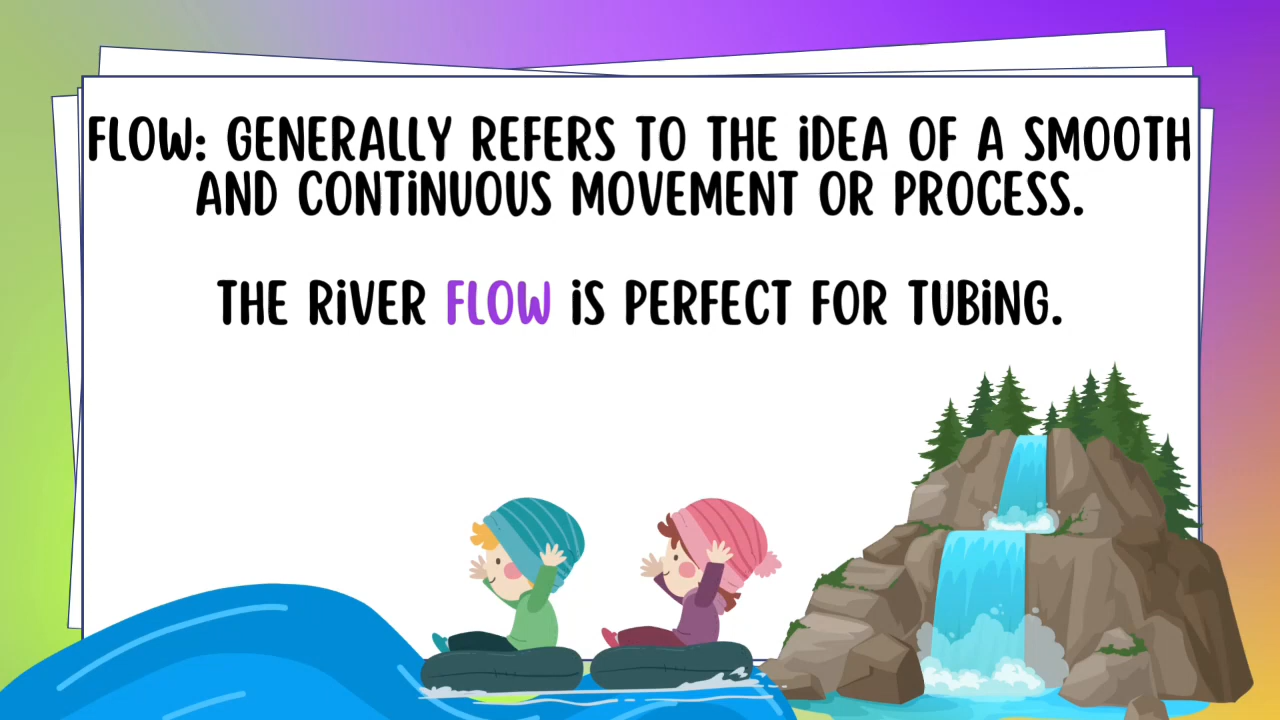 FLOW: GENERALLY REFERS TO THE iDEA OF A SMOOTH
AND CONTiNUOUS MOVEMENT OR PROCESS.
THE RiVER FLOW iS PERFECT FOR TUBiNG.